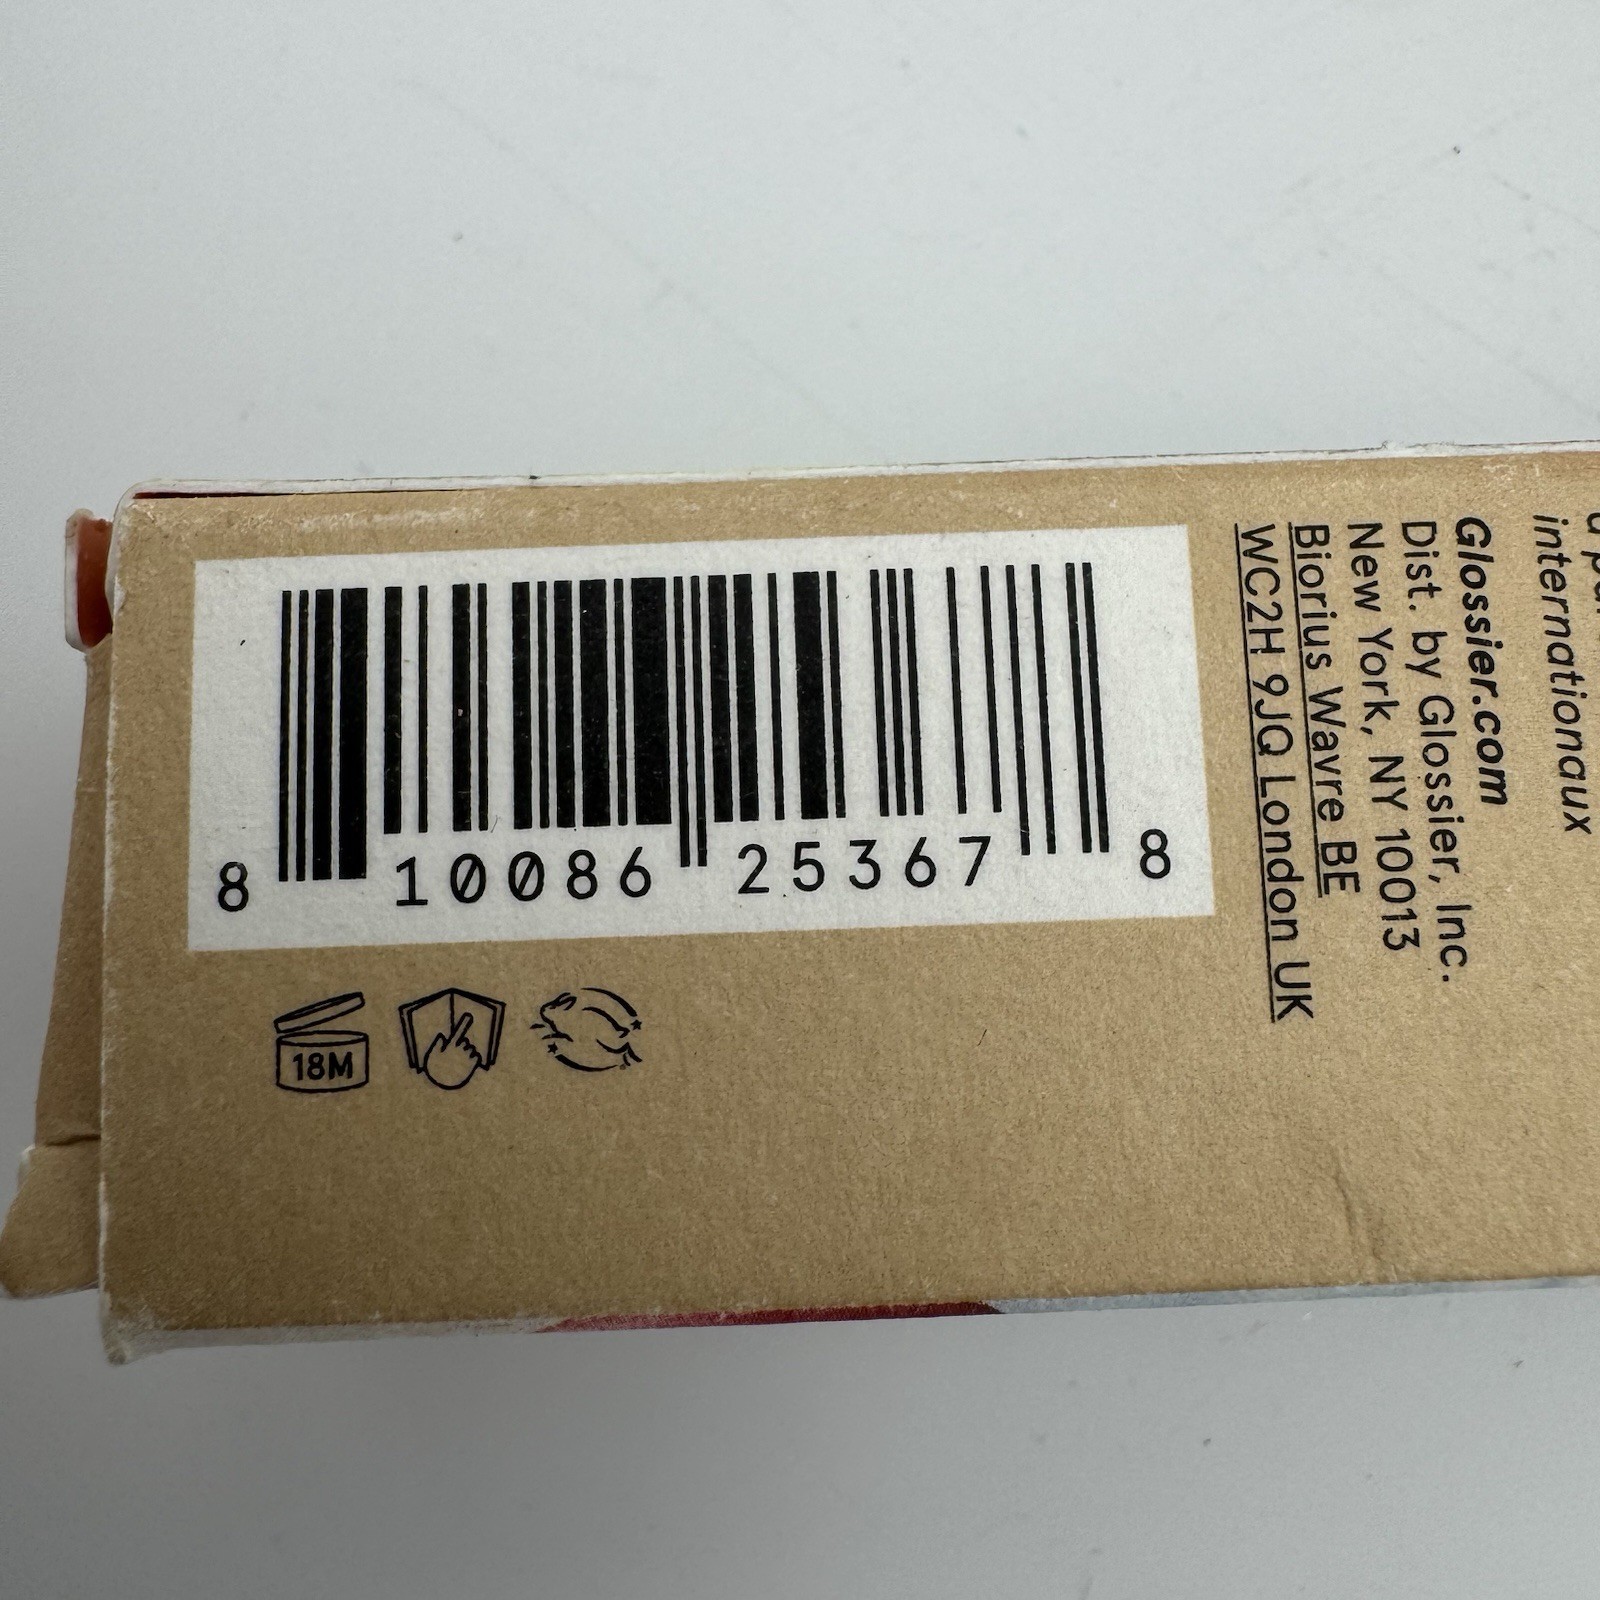 8 10086 25367 8
18M
internationaux
Glossier.com
Dist. by Glossier, Inc.
New York, NY 10013
Biorius Wavre BE
WC2H 9JQ London UK